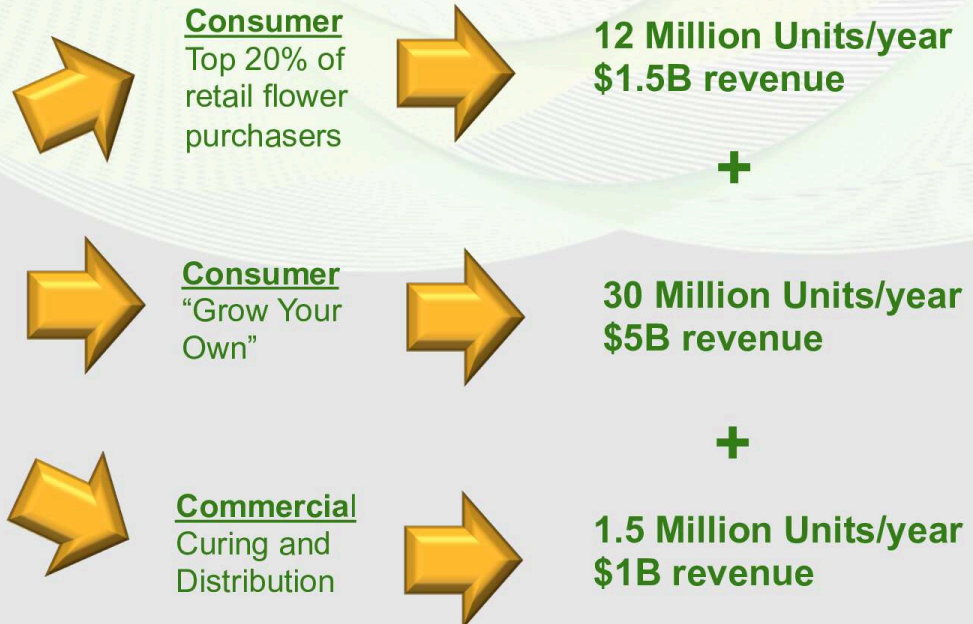 Consumer
Top 20% of
retail flower
purchasers
12 Million Units/year
$1.5B revenue
+
Consumer
“Grow Your
Own”
30 Million Units/year
$5B revenue
+
Commercial
Curing and
Distribution
1.5 Million Units/year
$1B revenue